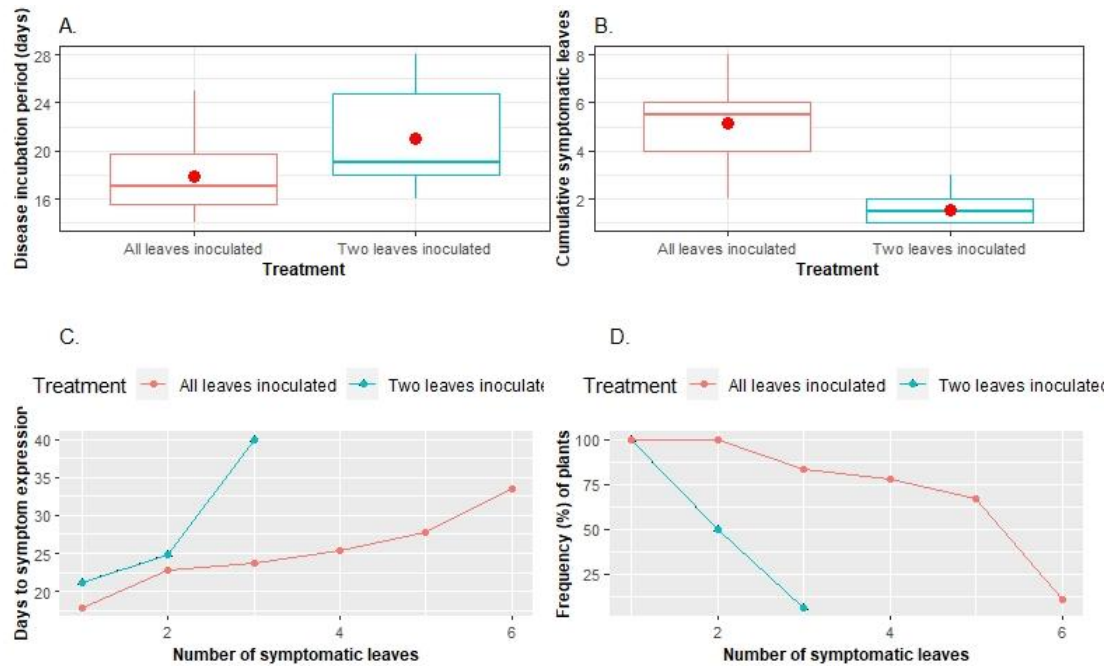 A.
Disease incubation period (days)
28
24
20
16
All leaves inoculated
Two leaves inoculated
Treatment
B.
Cumulative symptomatic leaves
8
6
4
2
All leaves inoculated
Two leaves inoculated
Treatment
C.
Treatment All leaves inoculated Two leaves inoculate
Days to symptom expression
40
35
30
25
20
2 4 6
Number of symptomatic leaves
D.
Treatment All leaves inoculated Two leaves inoculated
Frequency (%) of plants
100
75
50
25
2 4 6
Number of symptomatic leaves